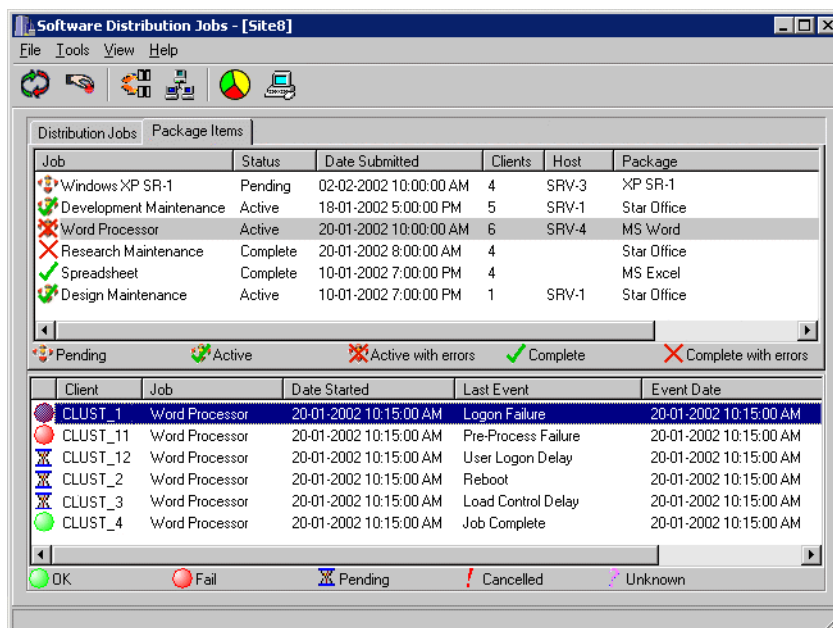 Software Distribution Jobs - [Site8]
File Tools View Help
Distribution Jobs Package Items
Job Status Date Submitted Clients Host Package
Windows XP SR-1 Pending 02-02-2002 10:00:00 AM 4 SRV-3 XP SR-1
Development Maintenance Active 18-01-2002 5:00:00 PM 5 SRV-1 Star Office
Word Processor Active 20-01-2002 10:00:00 AM 6 SRV-4 MS Word
Research Maintenance Complete 20-01-2002 8:00:00 AM 4 Star Office
Spreadsheet Complete 10-01-2002 7:00:00 PM 4 MS Excel
Design Maintenance Active 10-01-2002 7:00:00 PM 1 SRV-1 Star Office
Pending Active Active with errors Complete Complete with errors
Client Job Date Started Last Event Event Date
CLUST_1 Word Processor 20-01-2002 10:15:00 AM Logon Failure 20-01-2002 10:15:00 AM
CLUST_11 Word Processor 20-01-2002 10:15:00 AM Pre-Process Failure 20-01-2002 10:15:00 AM
CLUST_12 Word Processor 20-01-2002 10:15:00 AM User Logon Delay 20-01-2002 10:15:00 AM
CLUST_2 Word Processor 20-01-2002 10:15:00 AM Reboot 20-01-2002 10:15:00 AM
CLUST_3 Word Processor 20-01-2002 10:15:00 AM Load Control Delay 20-01-2002 10:15:00 AM
CLUST_4 Word Processor 20-01-2002 10:15:00 AM Job Complete 20-01-2002 10:15:00 AM
OK Fail Pending Cancelled Unknown